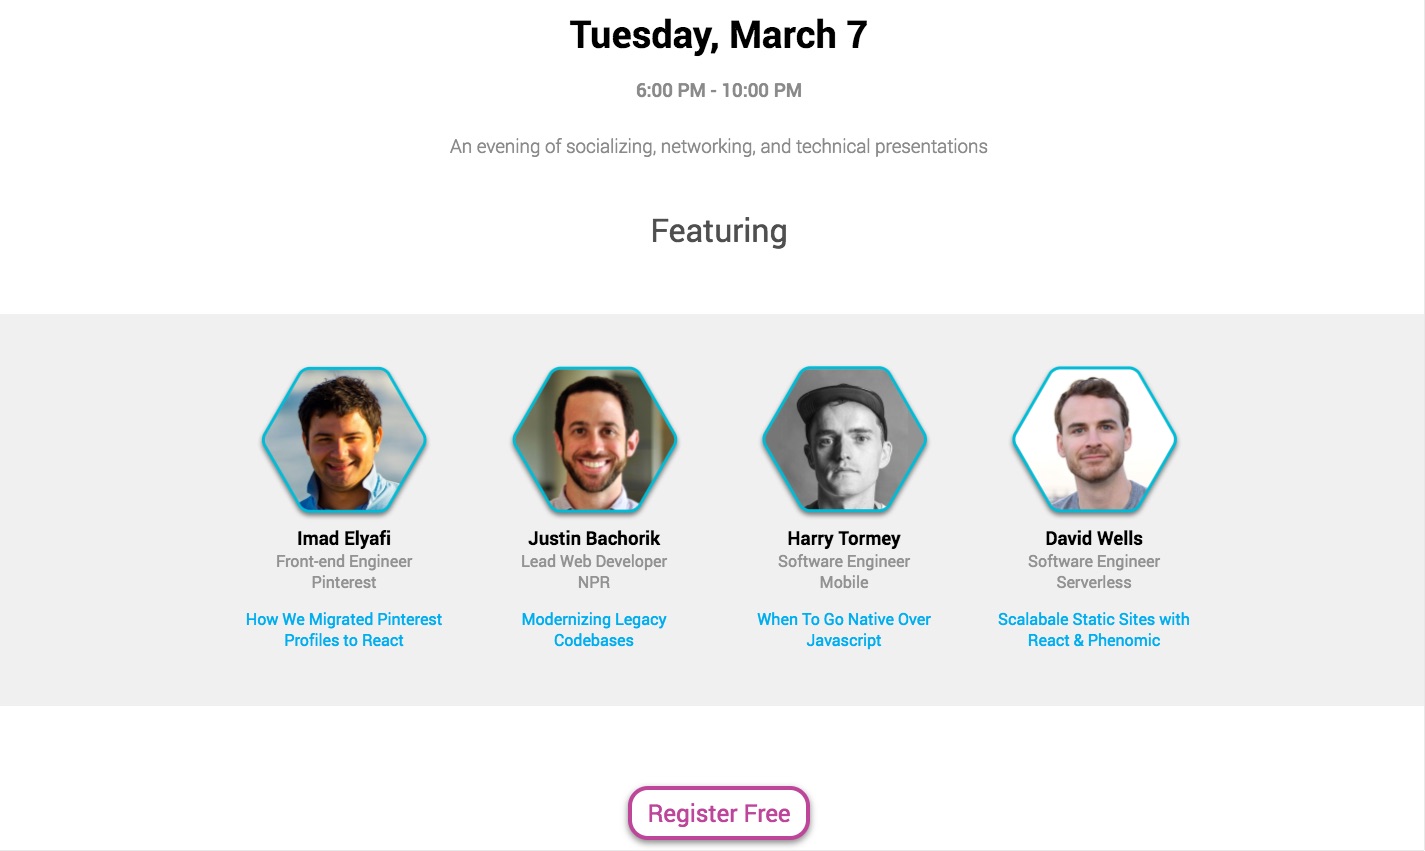 Tuesday, March 7
6:00 PM - 10:00 PM
An evening of socializing, networking, and technical presentations
Featuring
Imad Elyafi
Front-end Engineer
Pinterest
How We Migrated Pinterest
Profiles to React
Justin Bachorik
Lead Web Developer
NPR
Modernizing Legacy
Codebases
Harry Tormey
Software Engineer
Mobile
When To Go Native Over
Javascript
David Wells
Software Engineer
Serverless
Scalabale Static Sites with
React & Phenomic
Register Free